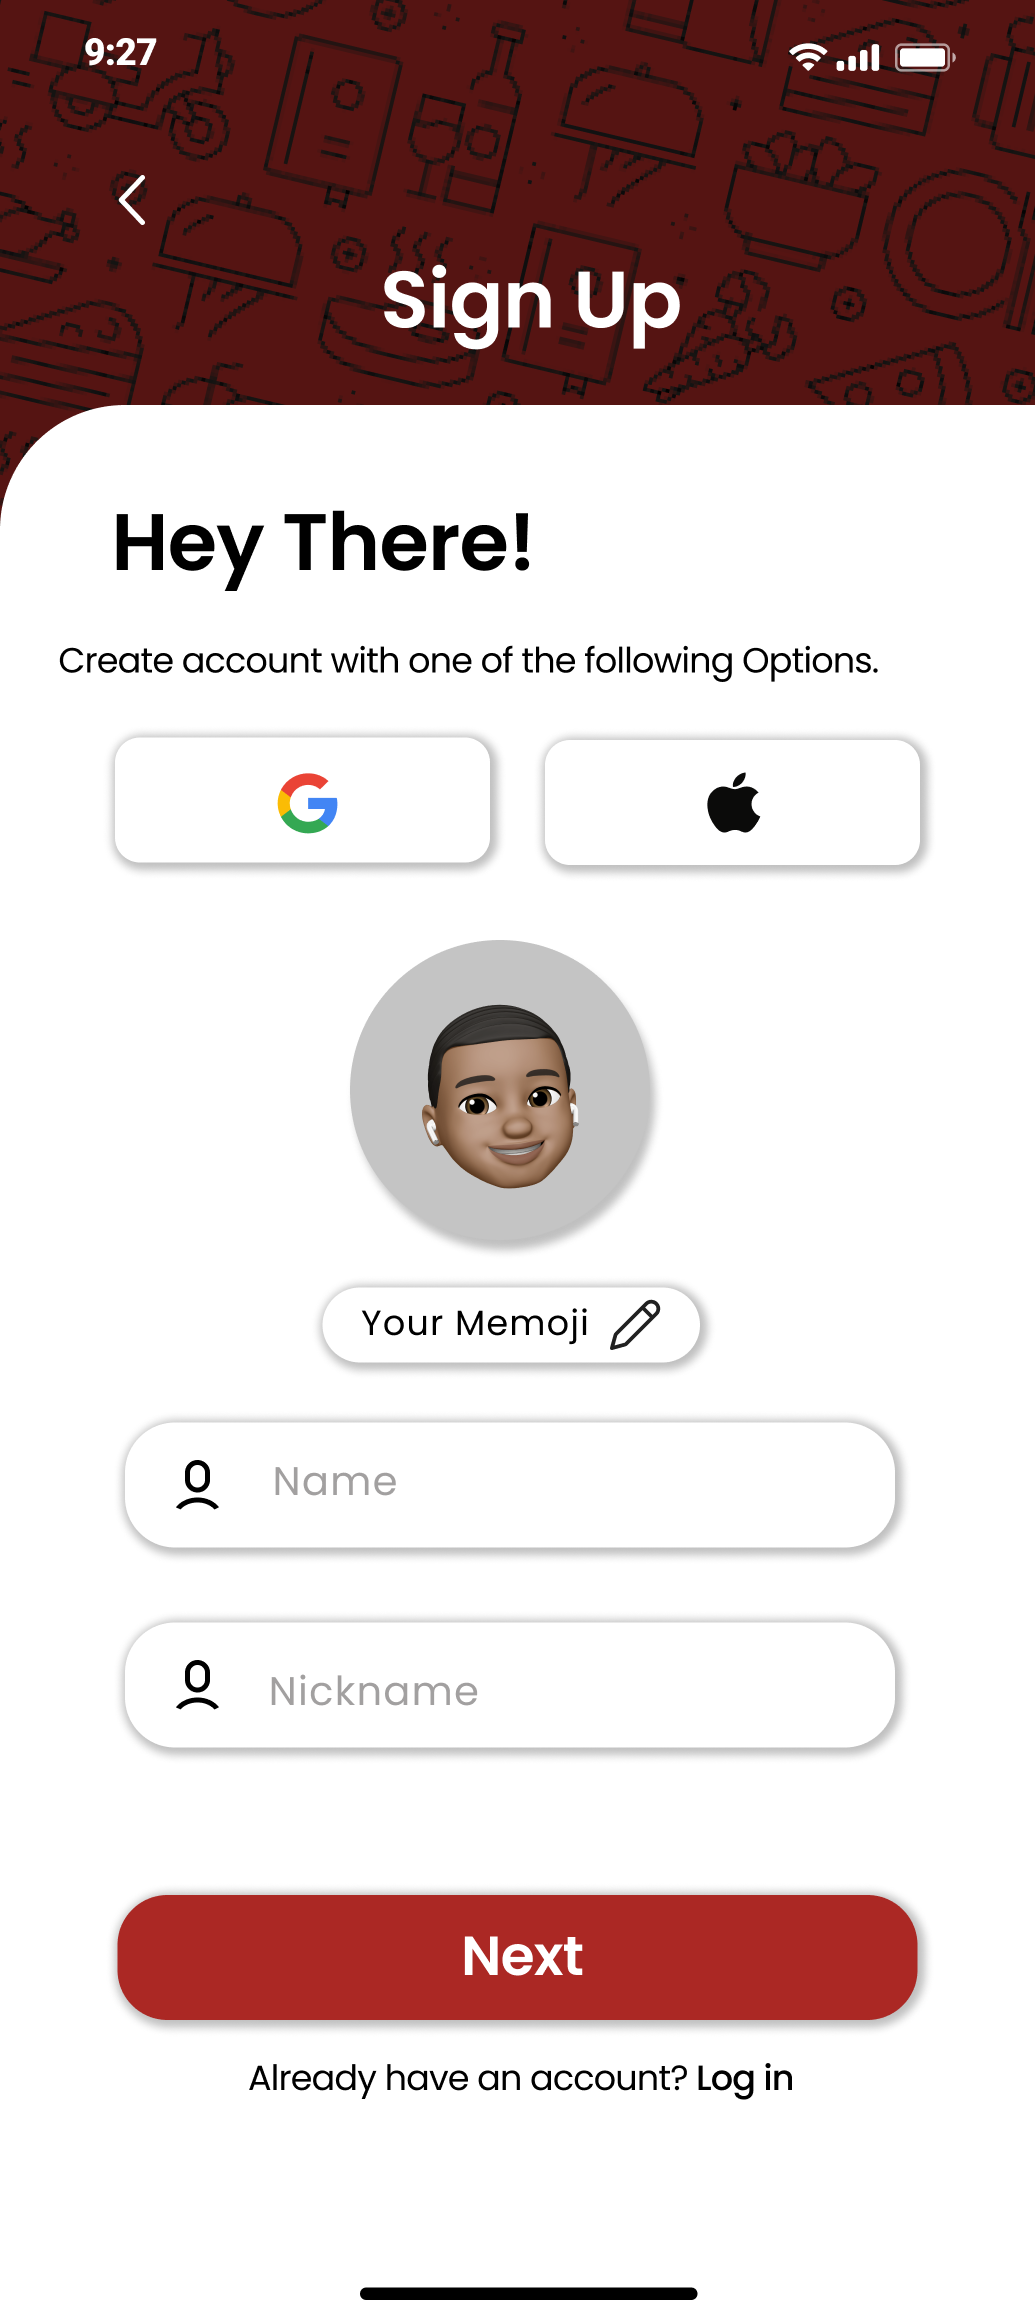 9:27
Sign Up
Hey There!
Create account with one of the following Options.
Your Memoji
Name
Nickname
Next
Already have an account? Log in